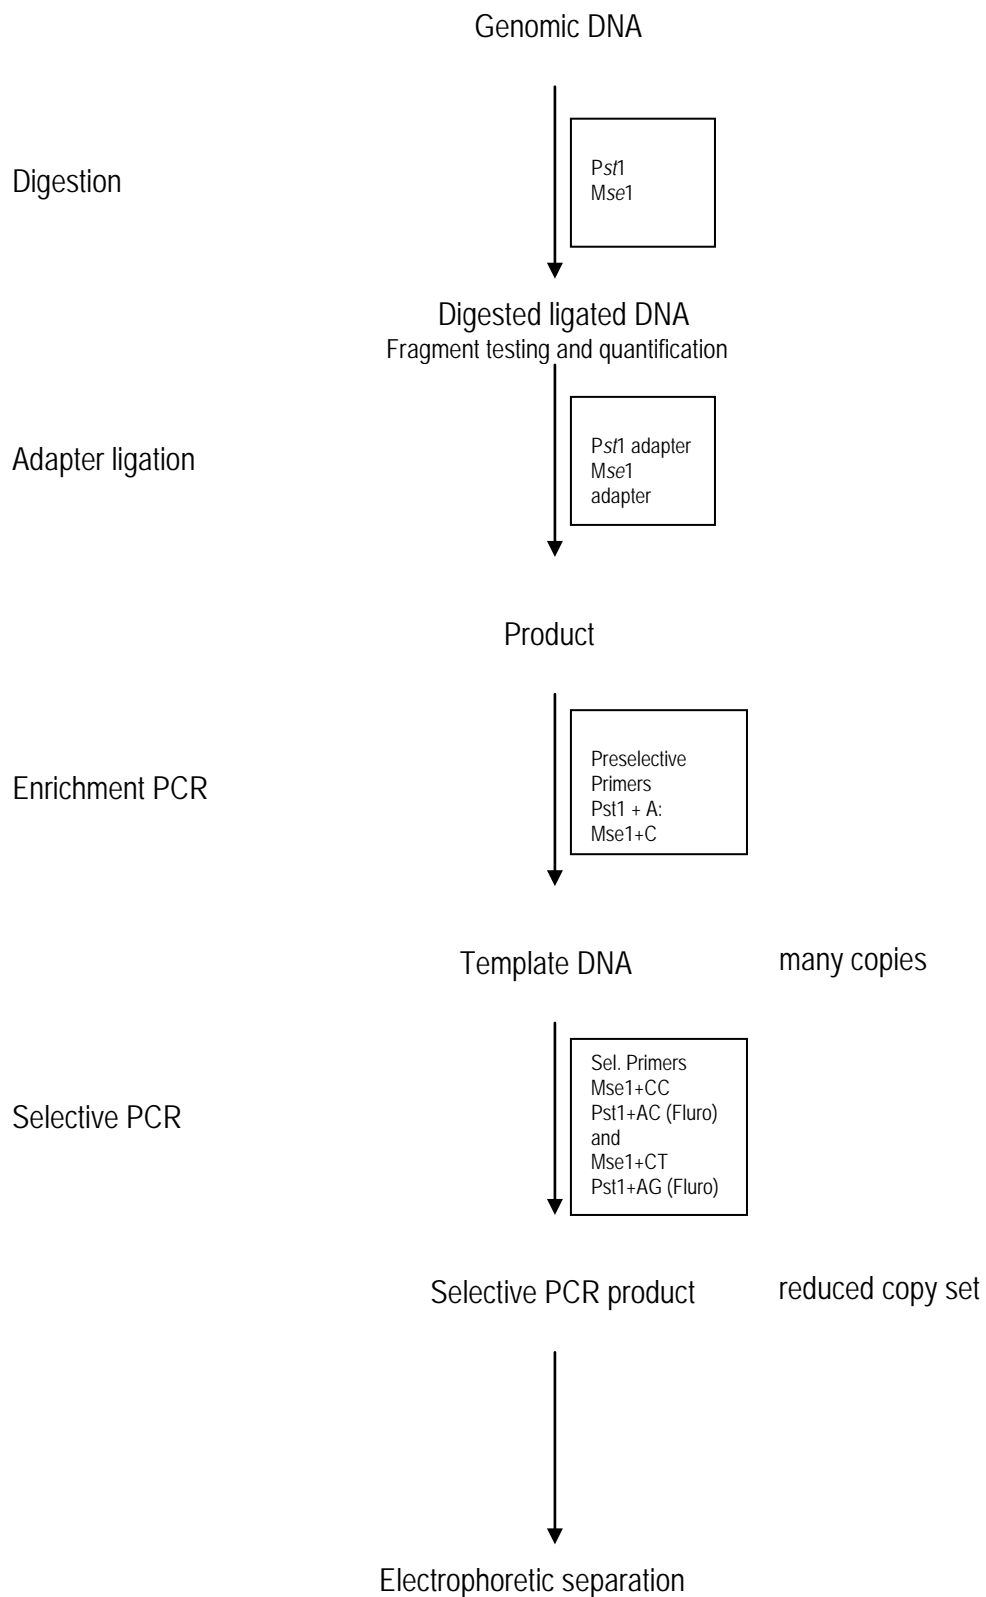 Genomic DNA
Digestion
Pst1
Mse1
Digested ligated DNA
Fragment testing and quantification
Adapter ligation
Pst1 adapter
Mse1
adapter
Product
Enrichment PCR
Preselective
Primers
Pst1 + A:
Mse1+C
Template DNA
many copies
Selective PCR
Sel. Primers
Mse1+CC
Pst1+AC (Fluro)
and
Mse1+CT
Pst1+AG (Fluro)
Selective PCR product
reduced copy set
Electrophoretic separation